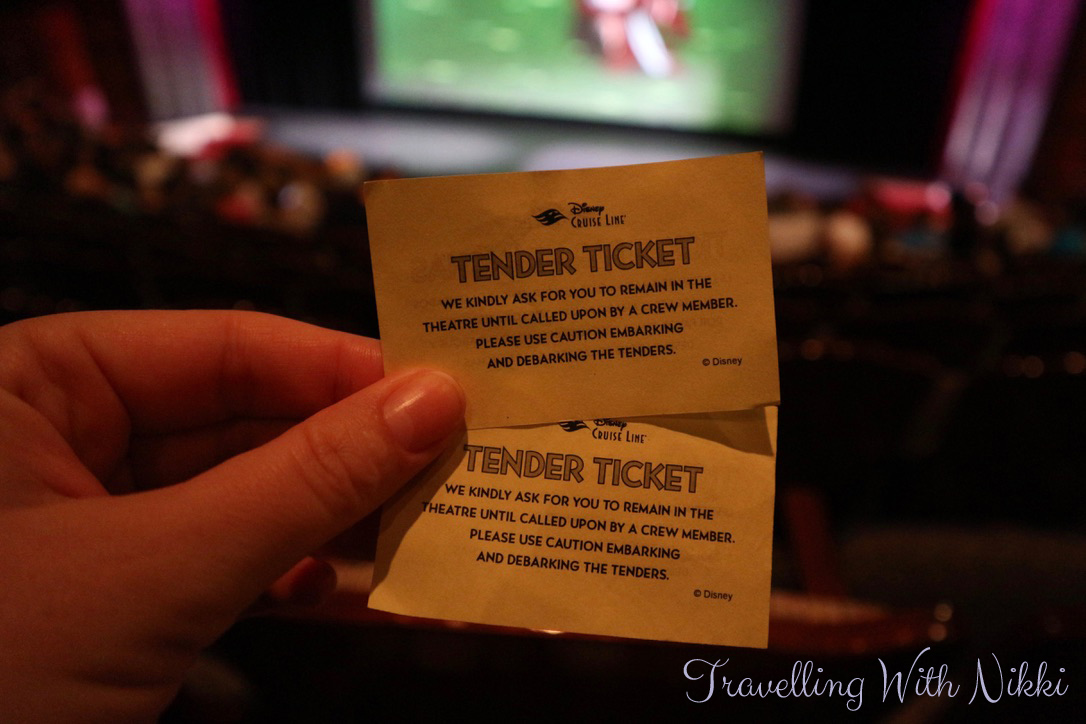 Disney
CRUISE LINE
TENDER TICKET
WE KINDLY ASK FOR YOU TO REMAIN IN THE
THEATRE UNTIL CALLED UPON BY A CREW MEMBER.
PLEASE USE CAUTION EMBARKING
AND DEBARKING THE TENDERS.
© Disney
Disney
CRUISE LINE
TENDER TICKET
WE KINDLY ASK FOR YOU TO REMAIN IN THE
THEATRE UNTIL CALLED UPON BY A CREW MEMBER.
PLEASE USE CAUTION EMBARKING
AND DEBARKING THE TENDERS.
© Disney
Travelling With Nikki